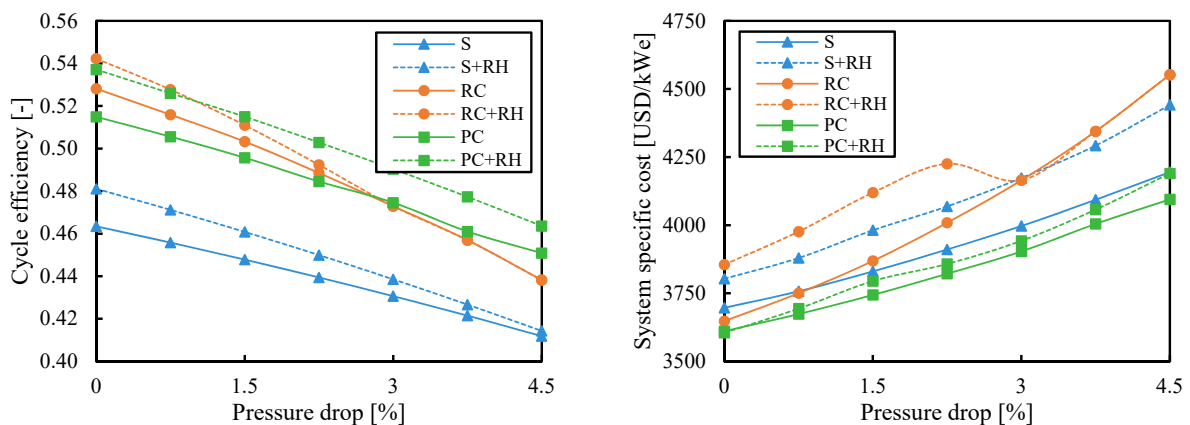 Cycle efficiency [-]
0.56
0.54
0.52
0.50
0.48
0.46
0.44
0.42
0.40
S
S+RH
RC
RC+RH
PC
PC+RH
0
1.5
3
4.5
Pressure drop [%]
System specific cost [USD/kWe]
4750
4500
4250
4000
3750
3500
S
S+RH
RC
RC+RH
PC
PC+RH
0
1.5
3
4.5
Pressure drop [%]